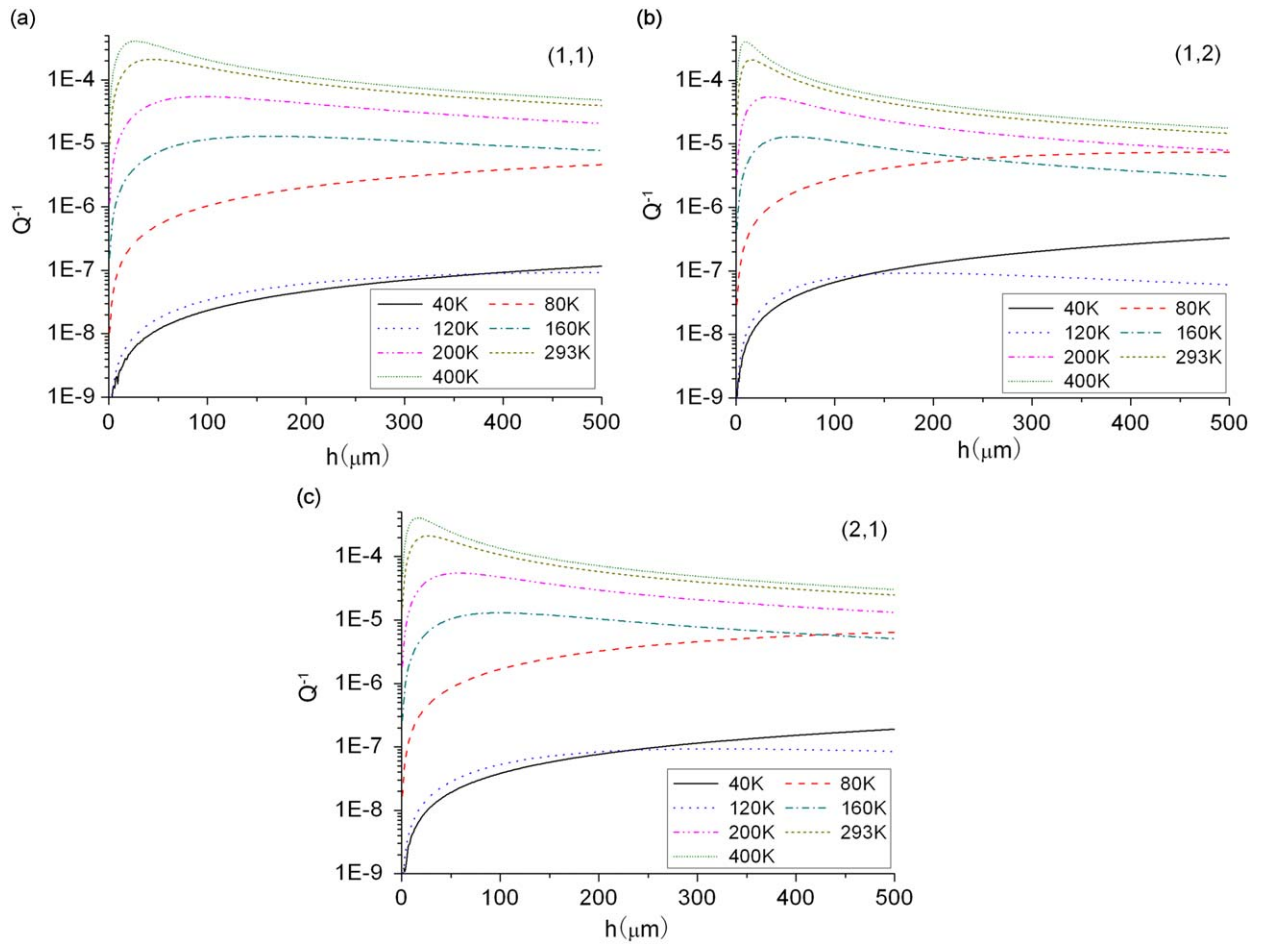 (a)
(1,1)
1E-4
1E-5
1E-6
1E-7
1E-8
1E-9
Q⁻¹
0 100 200 300 400 500
h(μm)
40K 80K
120K 160K
200K 293K
400K
(b)
(1,2)
1E-4
1E-5
1E-6
1E-7
1E-8
1E-9
Q⁻¹
0 100 200 300 400 500
h(μm)
40K 80K
120K 160K
200K 293K
400K
(c)
(2,1)
1E-4
1E-5
1E-6
1E-7
1E-8
1E-9
Q⁻¹
0 100 200 300 400 500
h(μm)
40K 80K
120K 160K
200K 293K
400K